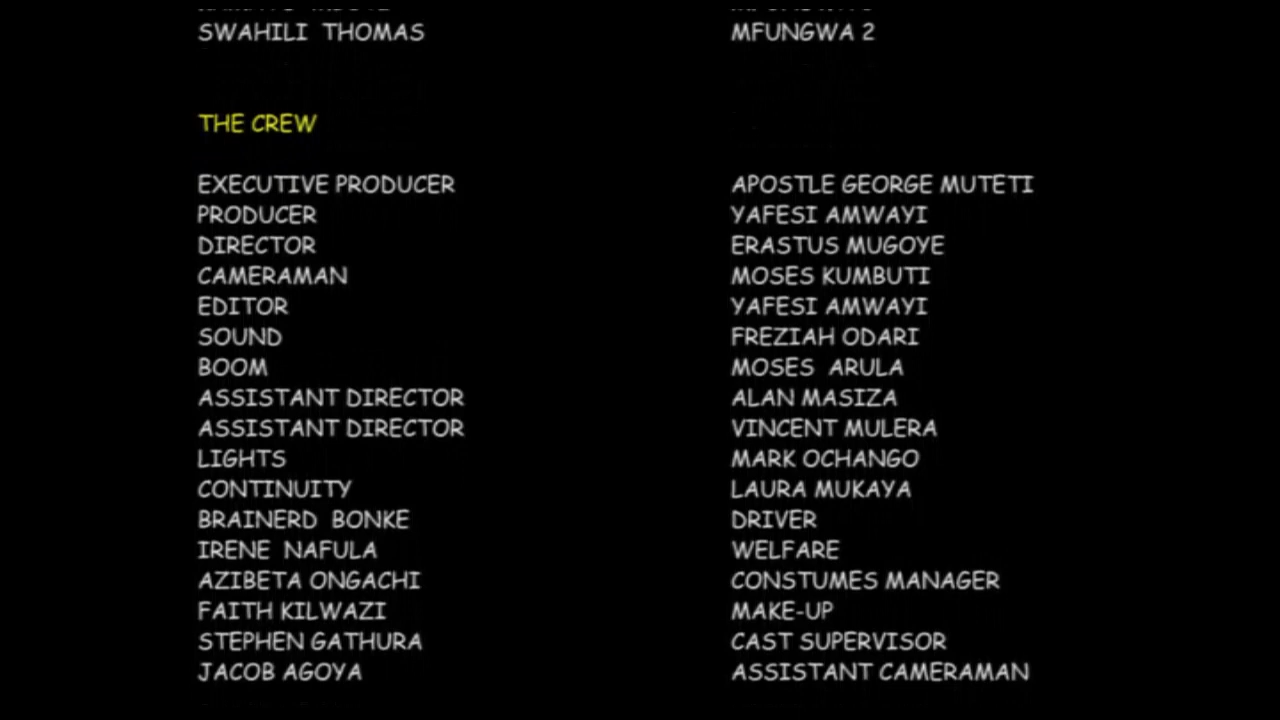 SWAHILI THOMAS MFUNGWA 2
THE CREW
EXECUTIVE PRODUCER APOSTLE GEORGE MUTETI
PRODUCER YAFESI AMWAYI
DIRECTOR ERASTUS MUGOYE
CAMERAMAN MOSES KUMBUTI
EDITOR YAFESI AMWAYI
SOUND FREZIAH ODARI
BOOM MOSES ARULA
ASSISTANT DIRECTOR ALAN MASIZA
ASSISTANT DIRECTOR VINCENT MULERA
LIGHTS MARK OCHANGO
CONTINUITY LAURA MUKAYA
BRAINERD BONKE DRIVER
IRENE NAFULA WELFARE
AZIBETA ONGACHI CONSTUMES MANAGER
FAITH KILWAZI MAKE-UP
STEPHEN GATHURA CAST SUPERVISOR
JACOB AGOYA ASSISTANT CAMERAMAN